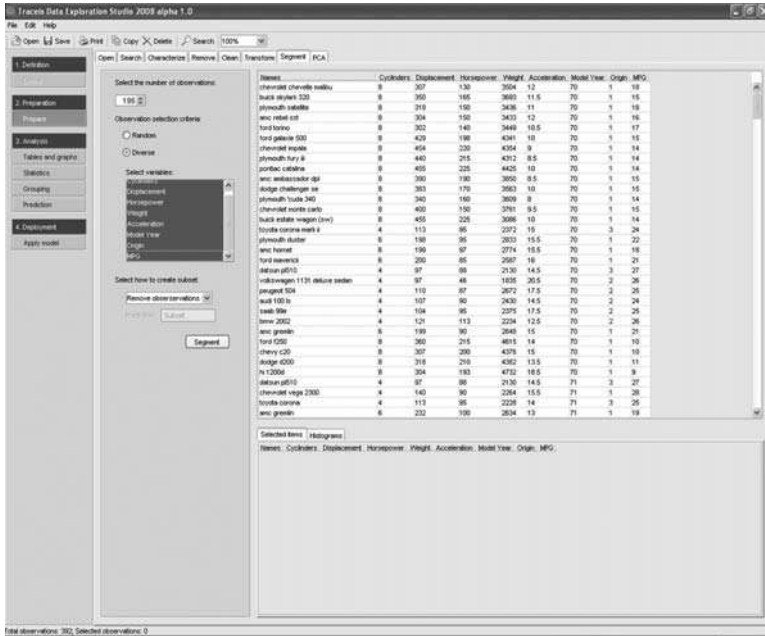 Traceis Data Exploration Studio 2009 alpha 1.0
File Edit Help
Open Save Print Copy Delete Search 100%
Open Search Characterize Remove Clean Transform Segment PCA
1. Definition
2. Preparation
Prepare
3. Analysis
Tables and graphs
Statistics
Grouping
Prediction
4. Deployment
Apply model
Select the number of observations:
196
Observation selection criteria:
Random
Diverse
Select variables:
Cyclinders
Displacement
Horsepower
Weight
Acceleration
Model Year
Origin
MPG
Select how to create subset:
Remove obserservations
Subset
Segment
Names Cyclinders Displacement Horsepower Weight Acceleration Model Year Origin MPG
chevrolet chevelle malibu 8 307 130 3504 12 70 1 18
buick skylark 320 8 350 165 3693 11.5 70 1 15
plymouth satellite 8 318 150 3436 11 70 1 18
amc rebel sst 8 304 150 3433 12 70 1 16
ford torino 8 302 140 3449 10.5 70 1 17
ford galaxie 500 8 429 198 4341 10 70 1 15
chevrolet impala 8 454 220 4354 9 70 1 14
plymouth fury iii 8 440 215 4312 8.5 70 1 14
pontiac catalina 8 455 225 4425 10 70 1 14
amc ambassador dpl 8 390 190 3850 8.5 70 1 15
dodge challenger se 8 383 170 3563 10 70 1 15
plymouth 'cuda 340 8 340 160 3609 8 70 1 14
chevrolet monte carlo 8 400 150 3761 9.5 70 1 15
buick estate wagon (sw) 8 455 225 3086 10 70 1 14
toyota corona mark ii 4 113 95 2372 15 70 3 24
plymouth duster 6 198 95 2833 15.5 70 1 22
amc hornet 6 199 97 2774 15.5 70 1 18
ford maverick 6 200 85 2587 16 70 1 21
datsun pl510 4 97 88 2130 14.5 70 3 27
volkswagen 1131 deluxe sedan 4 97 46 1835 20.5 70 2 26
peugeot 504 4 110 87 2672 17.5 70 2 25
audi 100 ls 4 107 90 2430 14.5 70 2 24
saab 99e 4 104 95 2375 17.5 70 2 25
bmw 2002 4 121 113 2234 12.5 70 2 26
amc gremlin 6 199 90 2648 15 70 1 21
ford f250 8 360 215 4615 14 70 1 10
chevy c20 8 307 200 4376 15 70 1 10
dodge d200 8 318 210 4382 13.5 70 1 11
hi 1200d 8 304 193 4732 18.5 70 1 9
datsun pl510 4 97 88 2130 14.5 71 3 27
chevrolet vega 2300 4 140 90 2264 15.5 71 1 28
toyota corona 4 113 95 2228 14 71 3 25
amc gremlin 6 232 100 2634 13 71 1 19
Selected items Histograms
Names Cyclinders Displacement Horsepower Weight Acceleration Model Year Origin MPG
Total observations: 392, Selected observations: 0